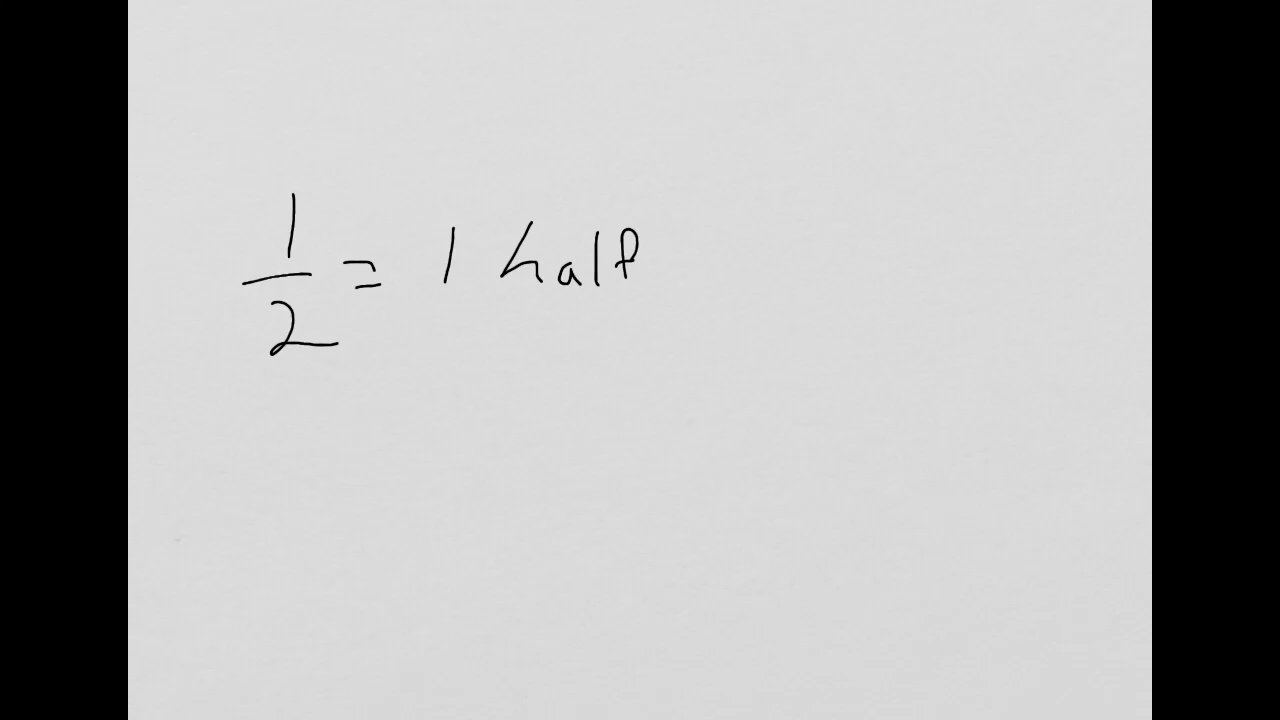 1/2 = 1 half